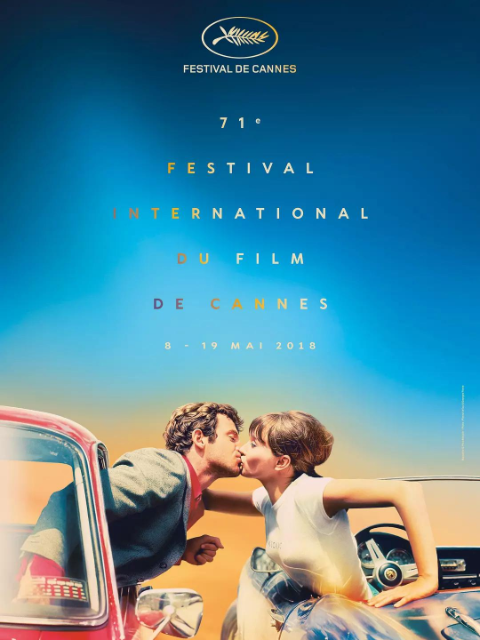 FESTIVAL DE CANNES
71e
FESTIVAL
INTERNATIONAL
DU FILM
DE CANNES
8 - 19 MAI 2018